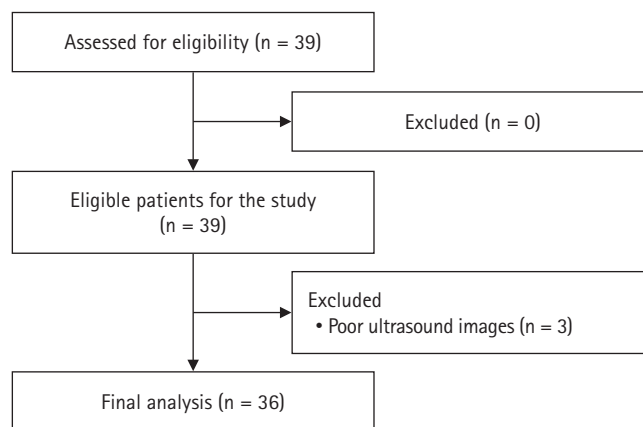 Assessed for eligibility (n = 39)
Excluded (n = 0)
Eligible patients for the study
(n = 39)
Excluded
• Poor ultrasound images (n = 3)
Final analysis (n = 36)